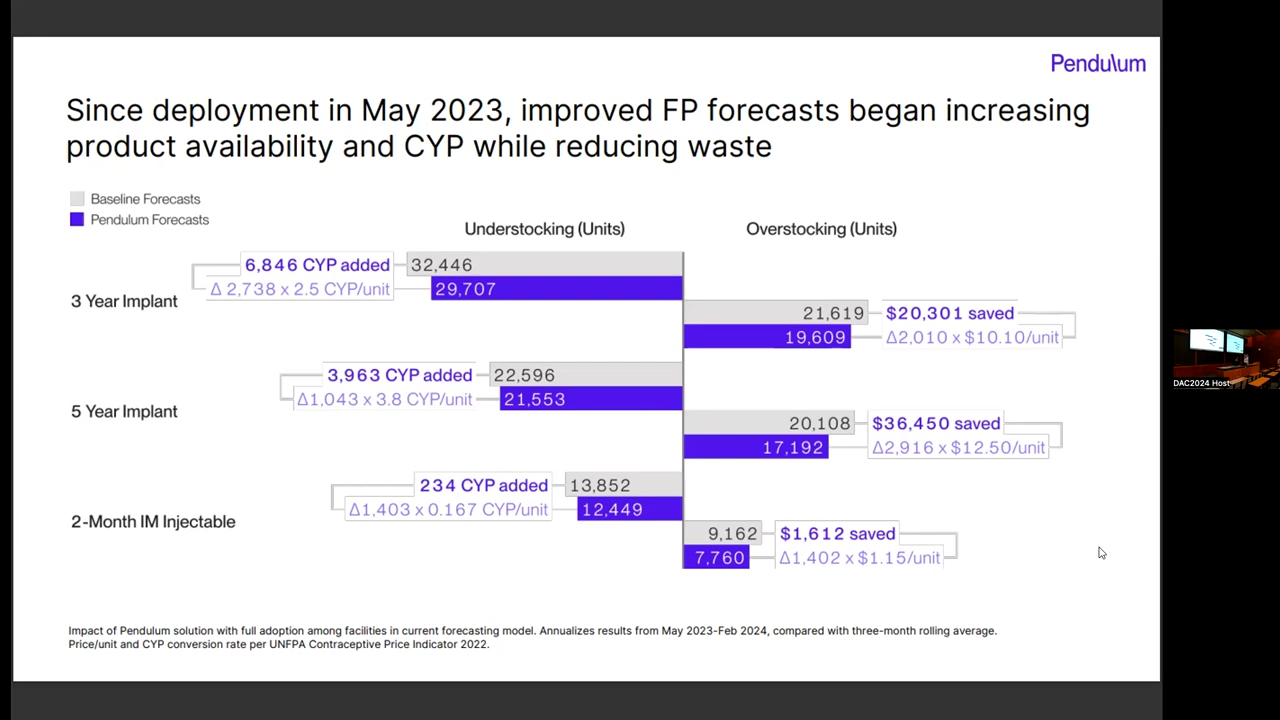 Pendulum
Since deployment in May 2023, improved FP forecasts began increasing
product availability and CYP while reducing waste
Baseline Forecasts
Pendulum Forecasts
Understocking (Units)
Overstocking (Units)
3 Year Implant
6,846 CYP added
Δ 2,738 x 2.5 CYP/unit
32,446
29,707
21,619
19,609
$20,301 saved
Δ2,010 x $10.10/unit
5 Year Implant
3,963 CYP added
Δ1,043 x 3.8 CYP/unit
22,596
21,553
20,108
17,192
$36,450 saved
Δ2,916 x $12.50/unit
2-Month IM Injectable
234 CYP added
Δ1,403 x 0.167 CYP/unit
13,852
12,449
9,162
7,760
$1,612 saved
Δ1,402 x $1.15/unit
Impact of Pendulum solution with full adoption among facilities in current forecasting model. Annualizes results from May 2023-Feb 2024, compared with three-month rolling average.
Price/unit and CYP conversion rate per UNFPA Contraceptive Price Indicator 2022.
DAC2024 Host